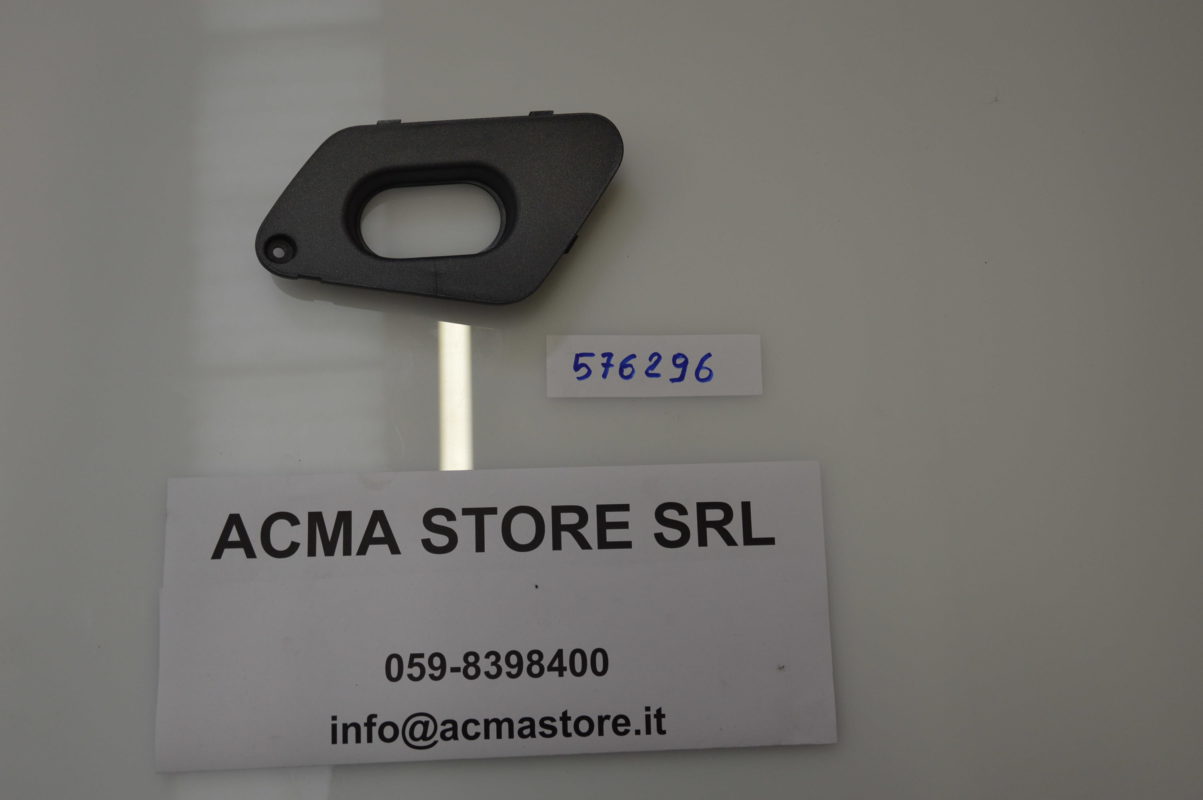 576296
ACMA STORE SRL
059-8398400
info@acmastore.it